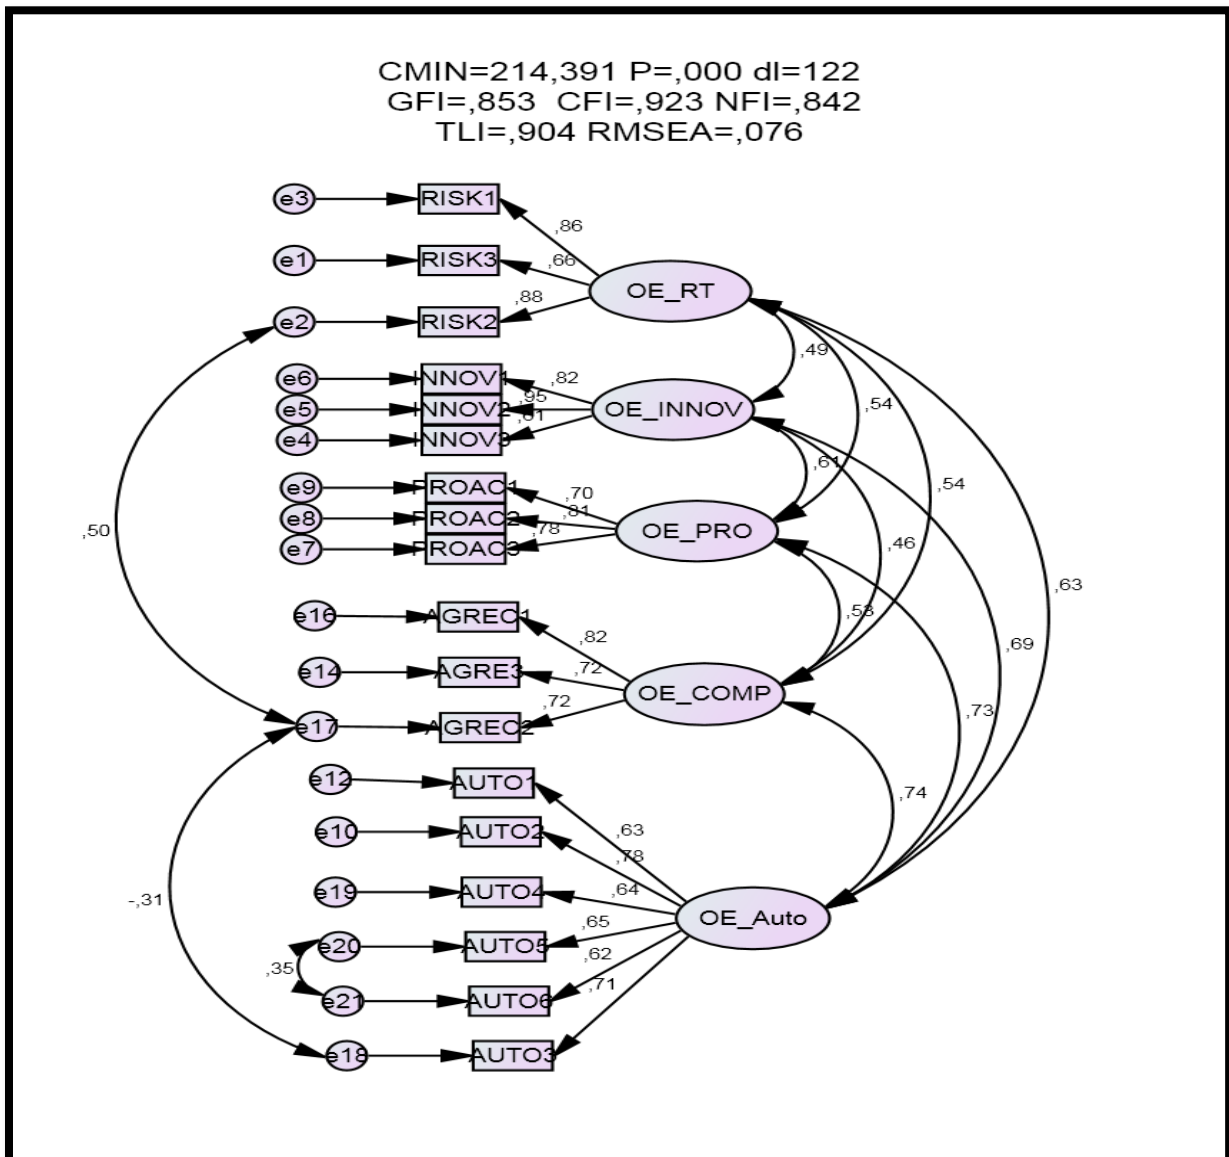 CMIN=214,391 P=,000 dl=122
GFI=,853 CFI=,923 NFI=,842
TLI=,904 RMSEA=,076
e3 RISK1
,86
e1 RISK3
,66
OE_RT
,88
e2 RISK2
,49
e6 INNOV1
,82
,95
e5 INNOV2
OE_INNOV
,54
e4 INNOV3
,61
,54
e9 PROAC1
,70
,81
e8 PROAC2
OE_PRO
,50
,78
e7 PROAC3
,46
,63
e16 AGREC1
,53
,82
,69
e14 AGRE3
,72
OE_COMP
,72
,73
e17 AGREC2
e12 AUTO1
,74
,63
e10 AUTO2
,78
-,31
e19 AUTO4
,64
OE_Auto
,65
e20 AUTO5
,62
,35
,71
e21 AUTO6
e18 AUTO3